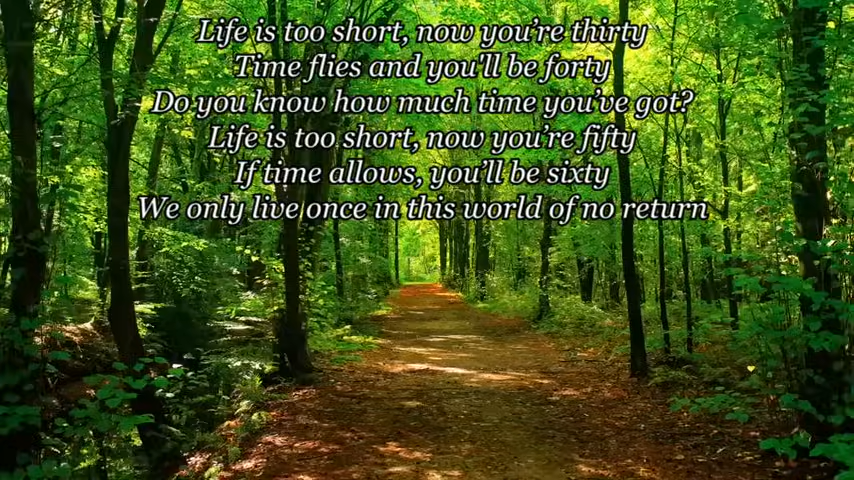 Life is too short, now you’re thirty
Time flies and you'll be forty
Do you know how much time you’ve got?
Life is too short, now you’re fifty
If time allows, you’ll be sixty
We only live once in this world of no return